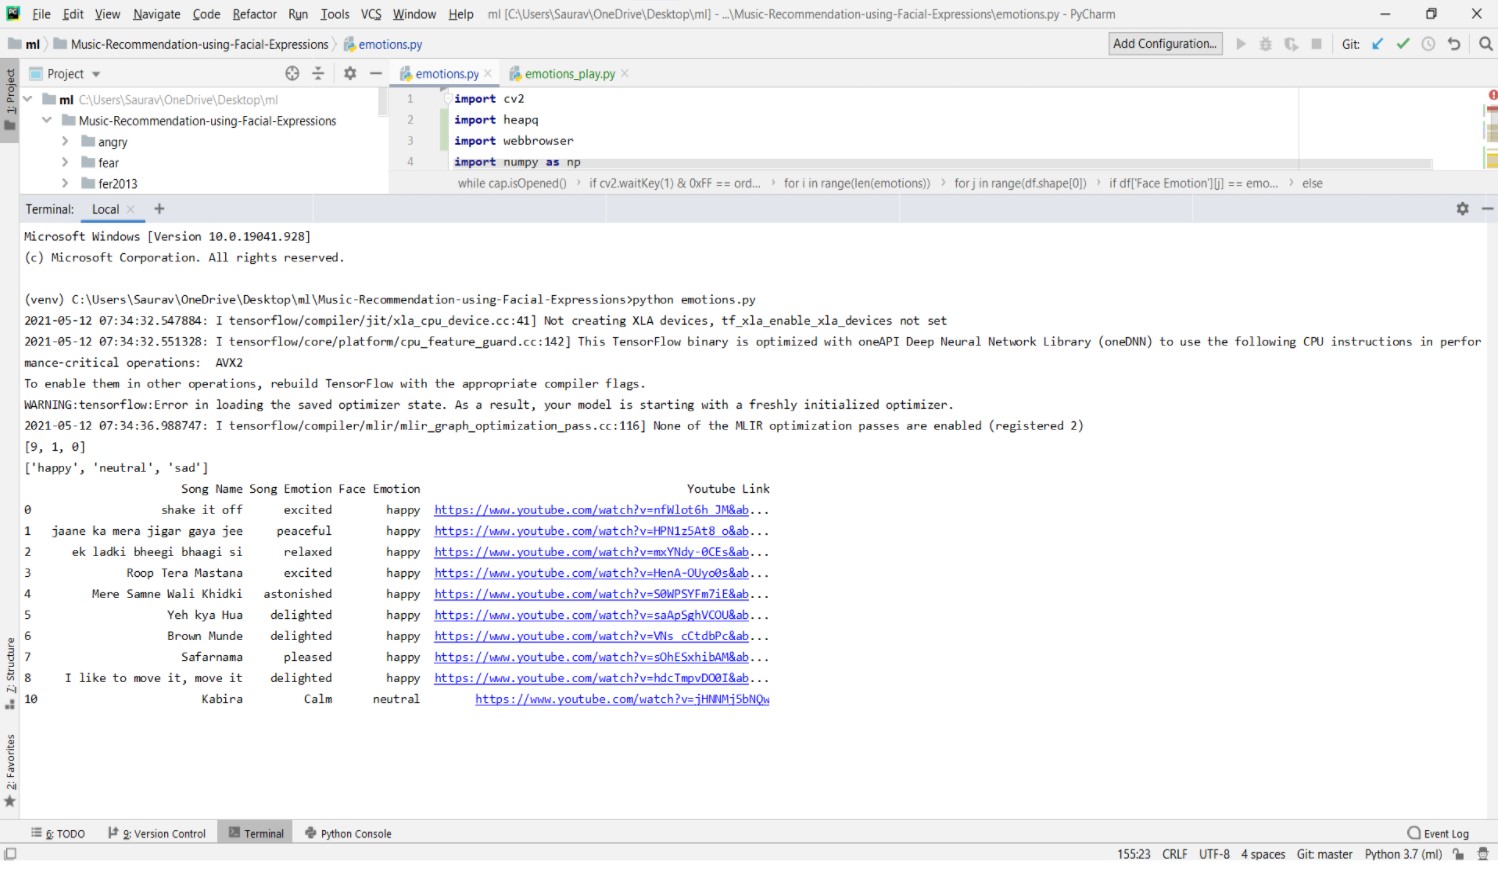 File Edit View Navigate Code Refactor Run Tools VCS Window Help ml [C:\Users\Saurav\OneDrive\Desktop\ml] - ...\Music-Recommendation-using-Facial-Expressions\emotions.py - PyCharm
ml Music-Recommendation-using-Facial-Expressions emotions.py Add Configuration... Git:
1: Project
Project emotions.py emotions_play.py
ml C:\Users\Saurav\OneDrive\Desktop\ml
Music-Recommendation-using-Facial-Expressions
angry
fear
fer2013
1 import cv2
2 import heapq
3 import webbrowser
4 import numpy as np
while cap.isOpened() › if cv2.waitKey(1) & 0xFF == ord... › for i in range(len(emotions)) › for j in range(df.shape[0]) › if df['Face Emotion'][j] == emo... › else
Terminal: Local +
Microsoft Windows [Version 10.0.19041.928]
(c) Microsoft Corporation. All rights reserved.
(venv) C:\Users\Saurav\OneDrive\Desktop\ml\Music-Recommendation-using-Facial-Expressions>python emotions.py
2021-05-12 07:34:32.547884: I tensorflow/compiler/jit/xla_cpu_device.cc:41] Not creating XLA devices, tf_xla_enable_xla_devices not set
2021-05-12 07:34:32.551328: I tensorflow/core/platform/cpu_feature_guard.cc:142] This TensorFlow binary is optimized with oneAPI Deep Neural Network Library (oneDNN) to use the following CPU instructions in perfor
mance-critical operations:  AVX2
To enable them in other operations, rebuild TensorFlow with the appropriate compiler flags.
WARNING:tensorflow:Error in loading the saved optimizer state. As a result, your model is starting with a freshly initialized optimizer.
2021-05-12 07:34:36.988747: I tensorflow/compiler/mlir/mlir_graph_optimization_pass.cc:116] None of the MLIR optimization passes are enabled (registered 2)
[9, 1, 0]
['happy', 'neutral', 'sad']
Song Name Song Emotion Face Emotion Youtube Link
0 shake it off excited happy https://www.youtube.com/watch?v=nfWlot6h_JM&ab...
1 jaane ka mera jigar gaya jee peaceful happy https://www.youtube.com/watch?v=HPN1z5At8_o&ab...
2 ek ladki bheegi bhaagi si relaxed happy https://www.youtube.com/watch?v=mxYNdy-0CEs&ab...
3 Roop Tera Mastana excited happy https://www.youtube.com/watch?v=HenA-OUyo0s&ab...
4 Mere Samne Wali Khidki astonished happy https://www.youtube.com/watch?v=S0WPSYFm7iE&ab...
5 Yeh kya Hua delighted happy https://www.youtube.com/watch?v=saApSghVCOU&ab...
6 Brown Munde delighted happy https://www.youtube.com/watch?v=VNs_cCtdbPc&ab...
7 Safarnama pleased happy https://www.youtube.com/watch?v=sOhESxhibAM&ab...
8 I like to move it, move it delighted happy https://www.youtube.com/watch?v=hdcTmpvDO0I&ab...
10 Kabira Calm neutral https://www.youtube.com/watch?v=jHNNMj5bNQw
Z: Structure
2: Favorites
6: TODO 9: Version Control Terminal Python Console Event Log
155:23 CRLF UTF-8 4 spaces Git: master Python 3.7 (ml)